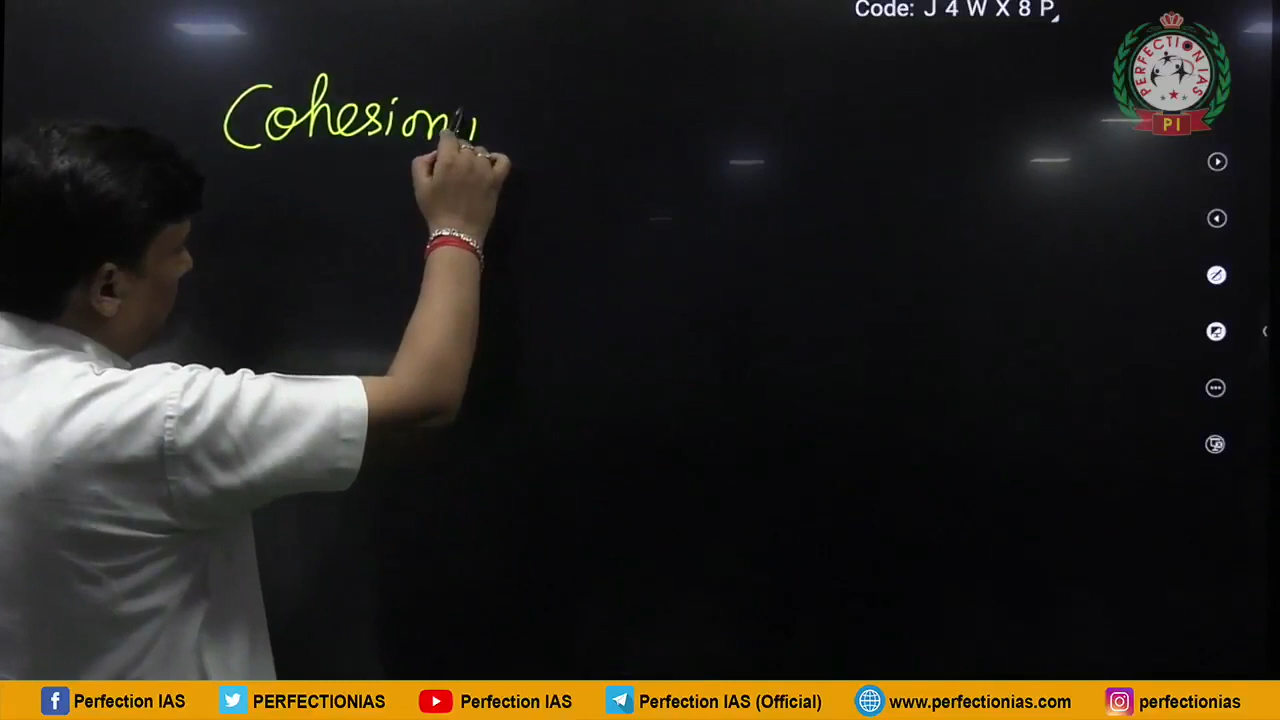 Code: J 4 W X 8 P
PERFECTION IAS
PI
Cohesion
Perfection IAS
PERFECTIONIAS
Perfection IAS
Perfection IAS (Official)
www.perfectionias.com
perfectionias